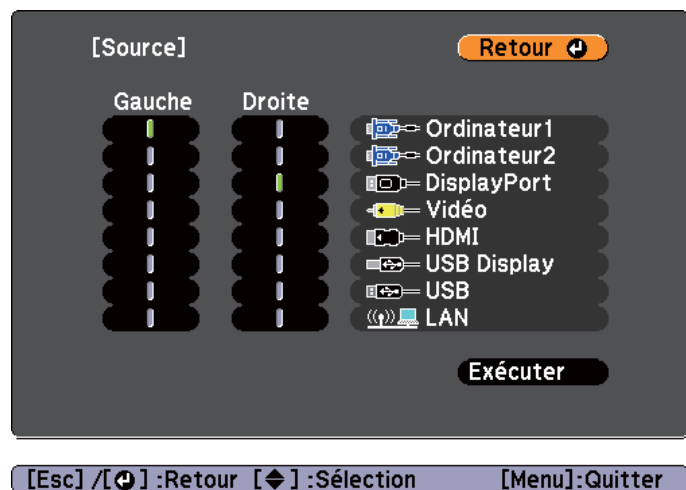 [Source]
Retour
Gauche Droite
Ordinateur1
Ordinateur2
DisplayPort
Vidéo
HDMI
USB Display
USB
LAN
Exécuter
[Esc] /[⏎] :Retour [◆] :Sélection [Menu]:Quitter